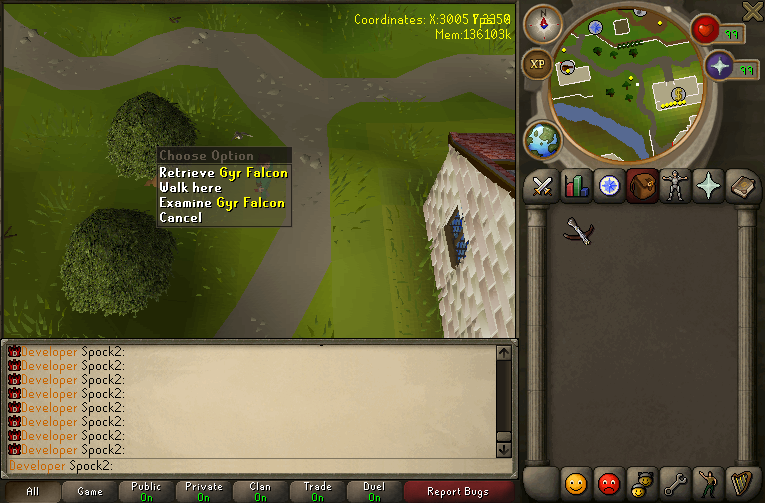 Coordinates: X:3005
Mem:136103k
XP
99
99
Choose Option
Retrieve Gyr Falcon
Walk here
Examine Gyr Falcon
Cancel
Developer Spock2:
Developer Spock2:
Developer Spock2:
Developer Spock2:
Developer Spock2:
Developer Spock2:
Developer Spock2:
Developer Spock2:
Developer Spock2:
All
Game
Public
On
Private
On
Clan
On
Trade
On
Duel
On
Report Bugs